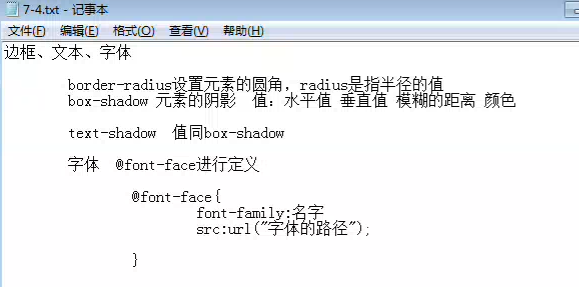 7-4.txt - 记事本
文件(F) 编辑(E) 格式(O) 查看(V) 帮助(H)
边框、文本、字体
border-radius设置元素的圆角，radius是指半径的值
box-shadow 元素的阴影 值：水平值 垂直值 模糊的距离 颜色
text-shadow 值同box-shadow
字体 @font-face进行定义
@font-face{
font-family:名字
src:url("字体的路径");
}